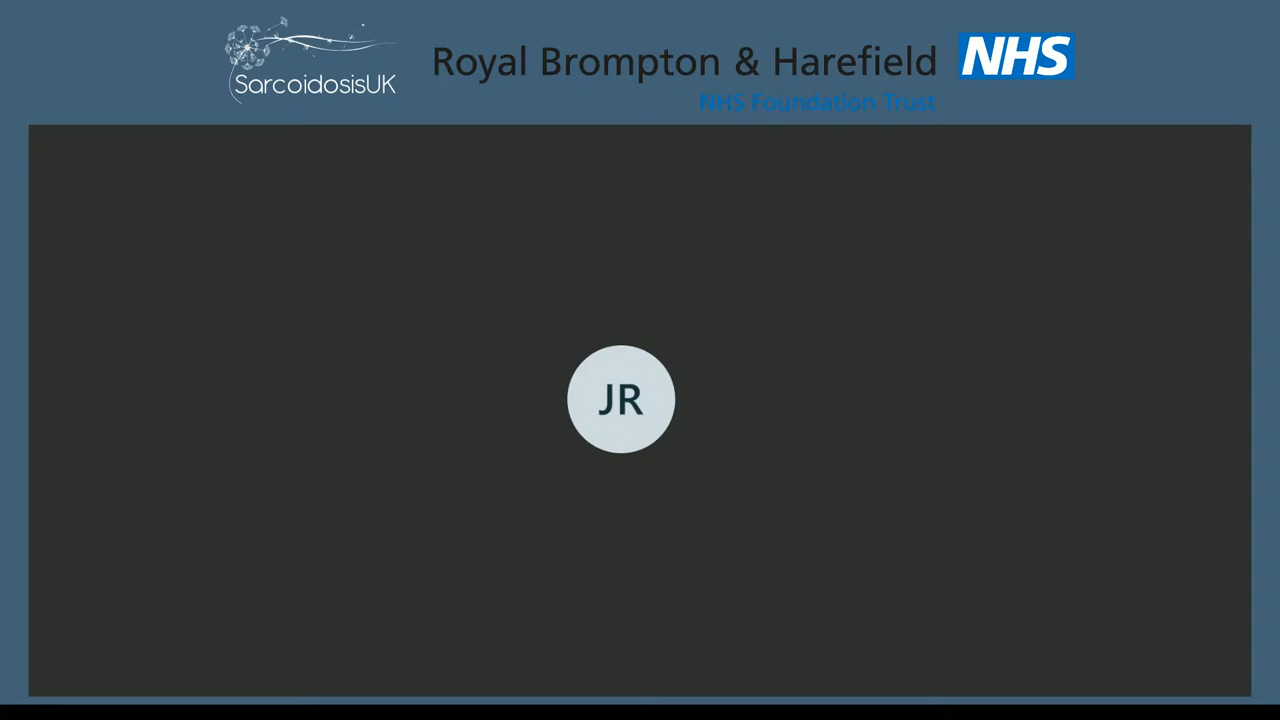 SarcoidosisUK
Royal Brompton & Harefield NHS
NHS Foundation Trust
JR